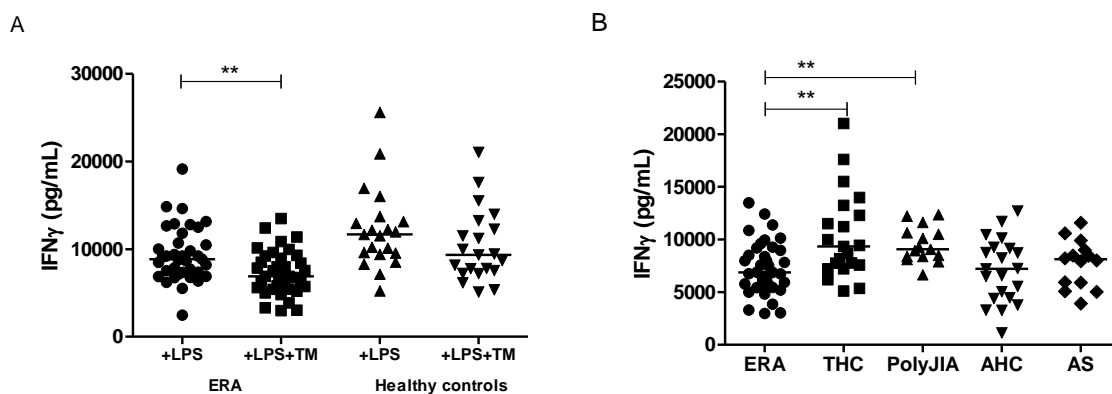 A
B
**
30000
20000
10000
0
IFNγ (pg/mL)
+LPS
+LPS+TM
+LPS
+LPS+TM
ERA
Healthy controls
**
**
25000
20000
15000
10000
5000
0
IFNγ (pg/mL)
ERA
THC
PolyJIA
AHC
AS